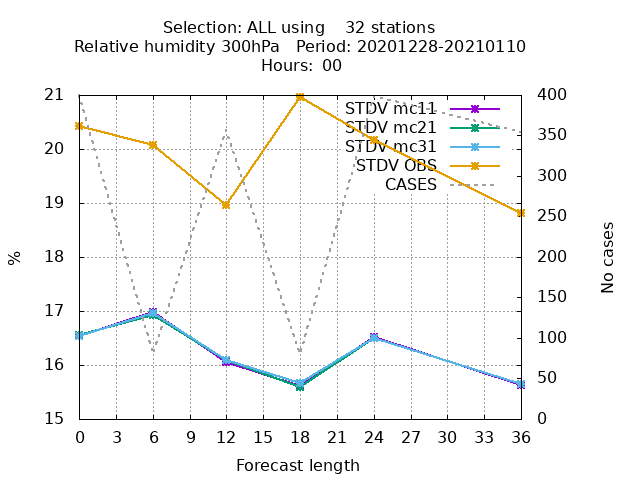 Selection: ALL using    32 stations
Relative humidity 300hPa   Period: 20201228-20210110
Hours: 00
21
20
19
18
17
16
15
%
400
350
300
250
200
150
100
50
0
No cases
STDV mc11
STDV mc21
STDV mc31
STDV OBS
CASES
0 3 6 9 12 15 18 21 24 27 30 33 36
Forecast length